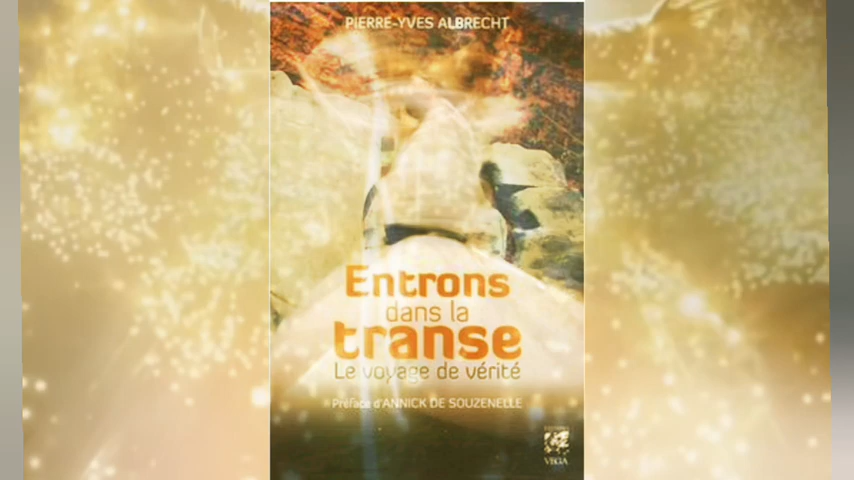 PIERRE-YVES ALBRECHT
Entrons
dans la
transe
Le voyage de vérité
Préface d'ANNICK DE SOUZENELLE
VEGA